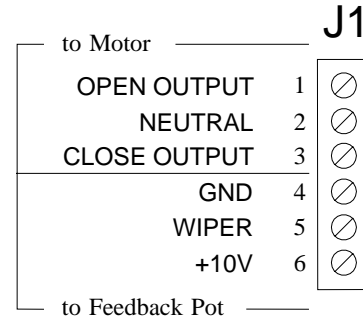 J1
to Motor
OPEN OUTPUT 1
NEUTRAL 2
CLOSE OUTPUT 3
GND 4
WIPER 5
+10V 6
to Feedback Pot